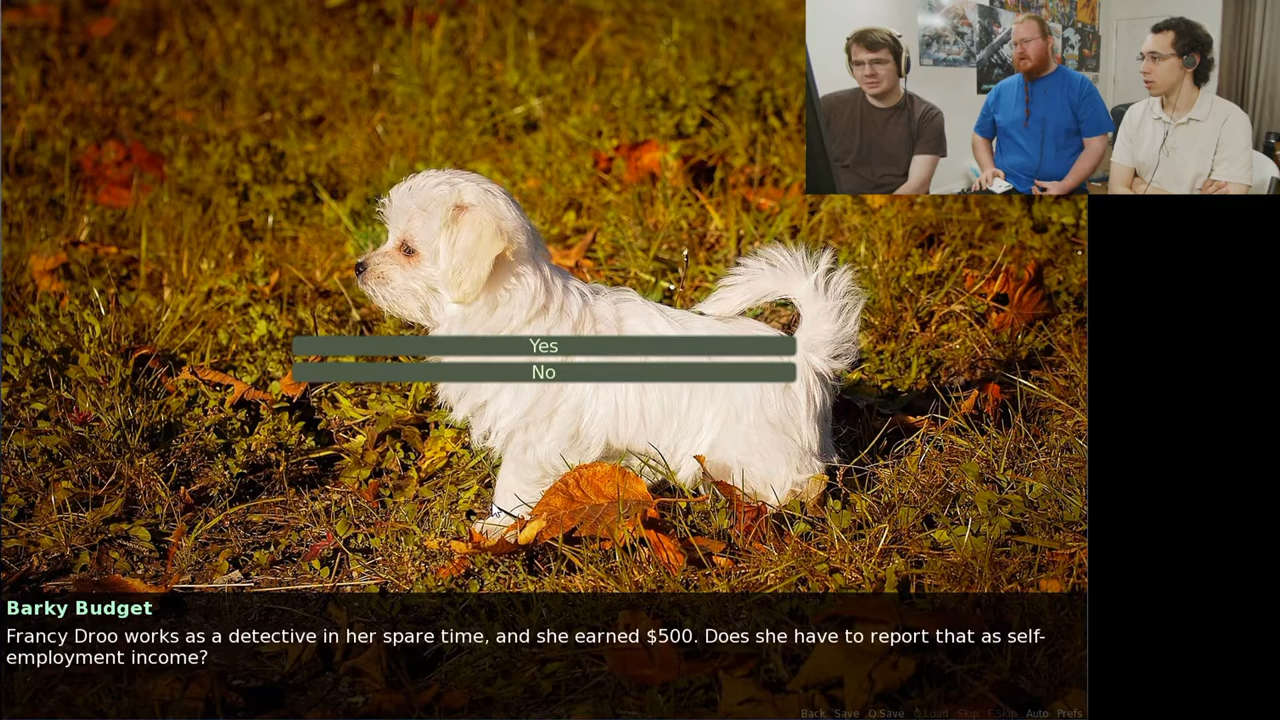 Yes
No
Barky Budget
Francy Droo works as a detective in her spare time, and she earned $500. Does she have to report that as self-
employment income?
Back Save Q.Save Q.Load Skip F.Skip Auto Prefs